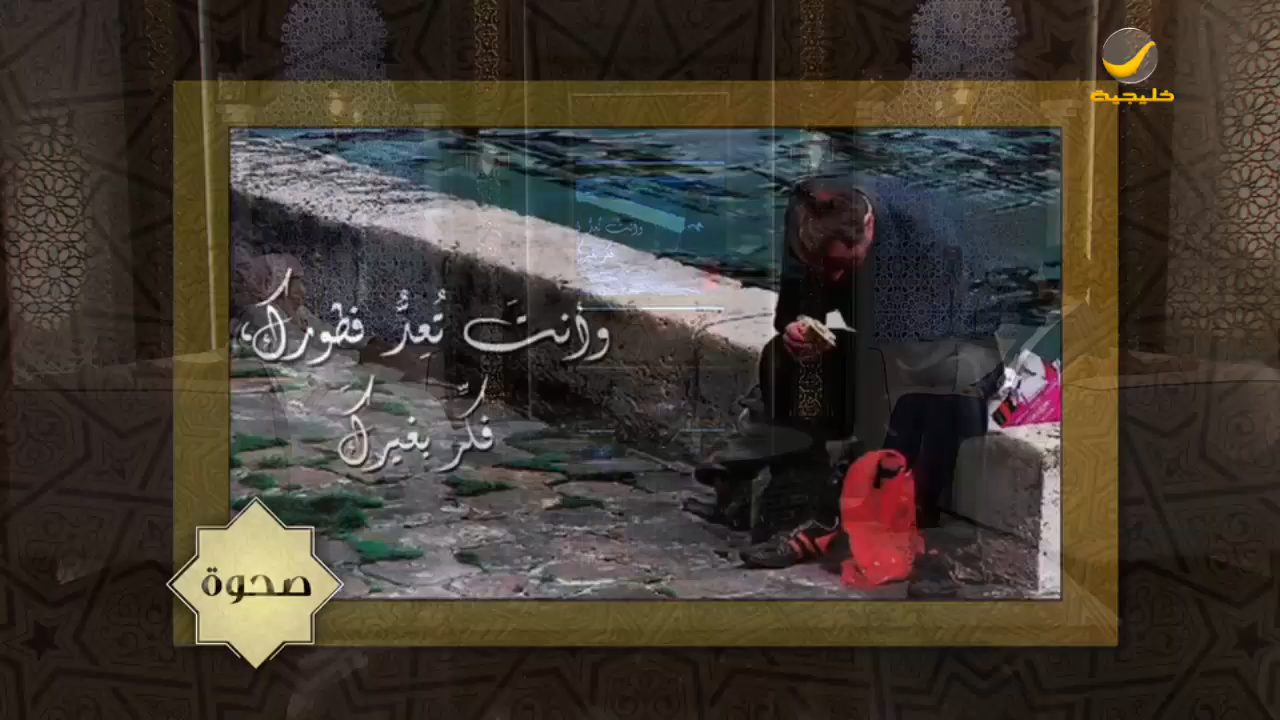 خليجية
وأنتَ تُعِدُّ فطورك،
فكِّر بغيرك
صحوة